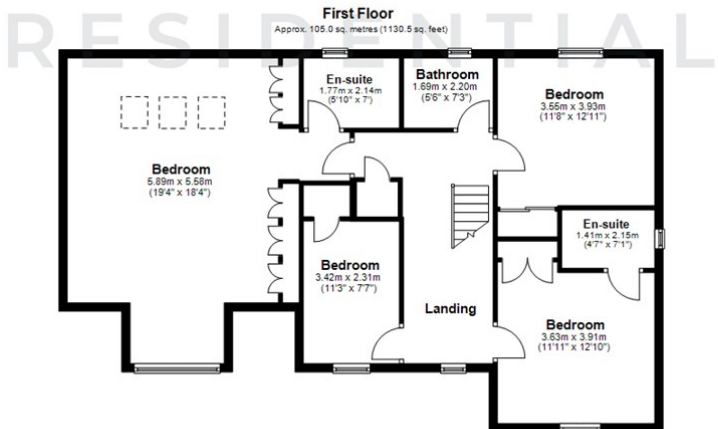 RESIDENTIAL
First Floor
Approx. 105.0 sq. metres (1130.5 sq. feet)
En-suite
1.77m x 2.14m
(5'10" x 7')
Bathroom
1.69m x 2.20m
(5'6" x 7'3")
Bedroom
3.55m x 3.93m
(11'8" x 12'11")
Bedroom
5.89m x 5.58m
(19'4" x 18'4")
En-suite
1.41m x 2.15m
(4'7" x 7'1")
Bedroom
3.42m x 2.31m
(11'3" x 7'7")
Landing
Bedroom
3.63m x 3.91m
(11'11" x 12'10")